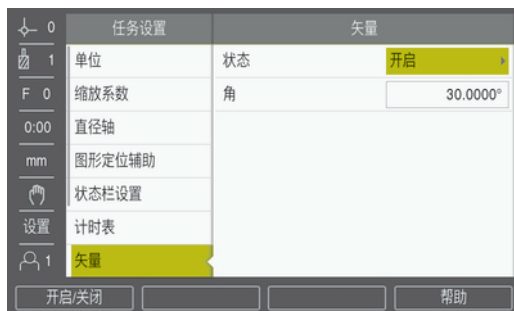 0 任务设置 矢量
1 单位 状态 开启
F 0 缩放系数 角 30.0000°
0:00 直径轴
mm 图形定位辅助
状态栏设置
设置 计时表
1 矢量
开启/关闭 帮助